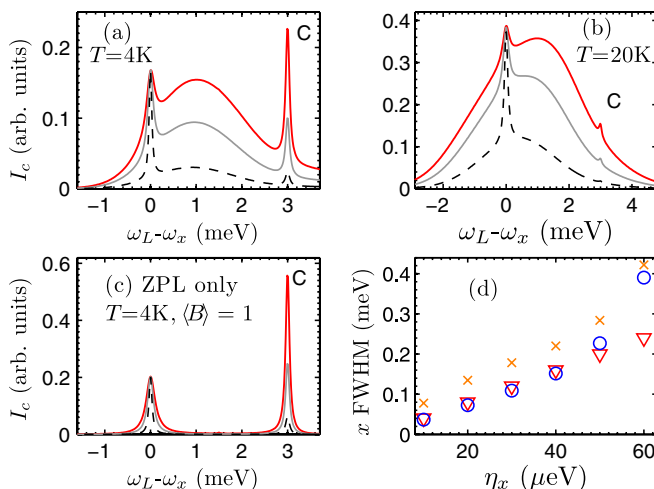 (a)
T=4K
C
I_c (arb. units)
0.2
0.1
0
−1 0 1 2 3
ω_L-ω_x (meV)
(b)
T=20K
C
0.4
0.3
0.2
0.1
0
−2 0 2 4
ω_L-ω_x (meV)
(c) ZPL only
T=4K, ⟨B⟩ = 1
C
I_c (arb. units)
0.6
0.4
0.2
0
−1 0 1 2 3
ω_L-ω_x (meV)
(d)
x FWHM (meV)
0.4
0.3
0.2
0.1
0
20 40 60
η_x (μeV)